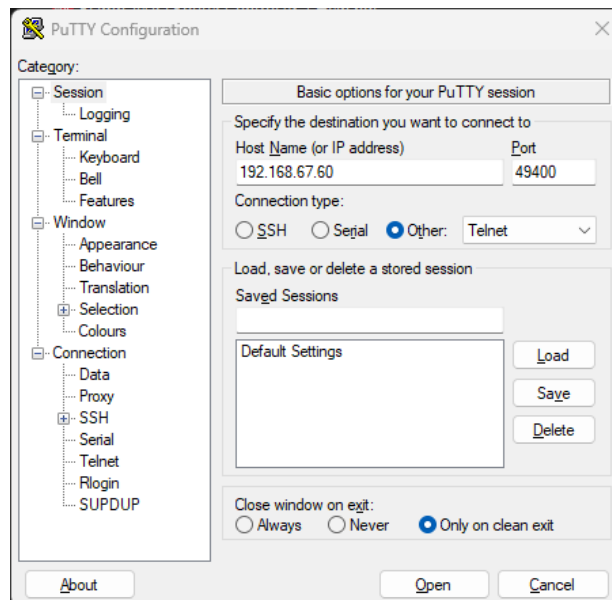 PuTTY Configuration
Category:
Session
Logging
Terminal
Keyboard
Bell
Features
Window
Appearance
Behaviour
Translation
Selection
Colours
Connection
Data
Proxy
SSH
Serial
Telnet
Rlogin
SUPDUP
Basic options for your PuTTY session
Specify the destination you want to connect to
Host Name (or IP address) Port
192.168.67.60 49400
Connection type:
SSH Serial Other: Telnet
Load, save or delete a stored session
Saved Sessions
Default Settings
Load
Save
Delete
Close window on exit:
Always Never Only on clean exit
About Open Cancel